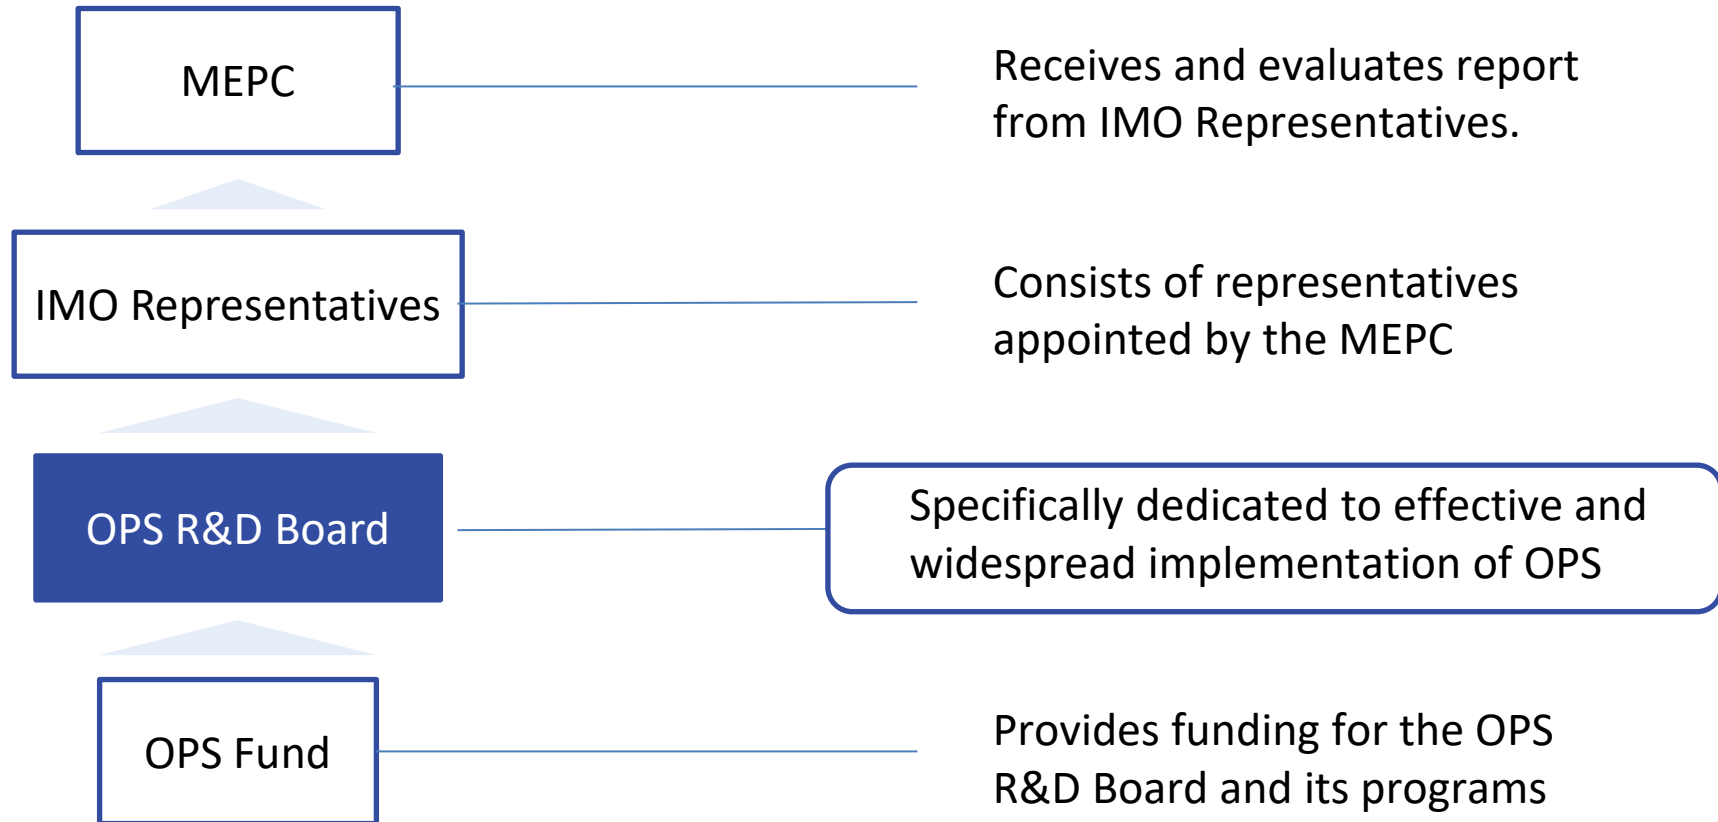 MEPC
Receives and evaluates report
from IMO Representatives.
IMO Representatives
Consists of representatives
appointed by the MEPC
OPS R&D Board
Specifically dedicated to effective and
widespread implementation of OPS
OPS Fund
Provides funding for the OPS
R&D Board and its programs